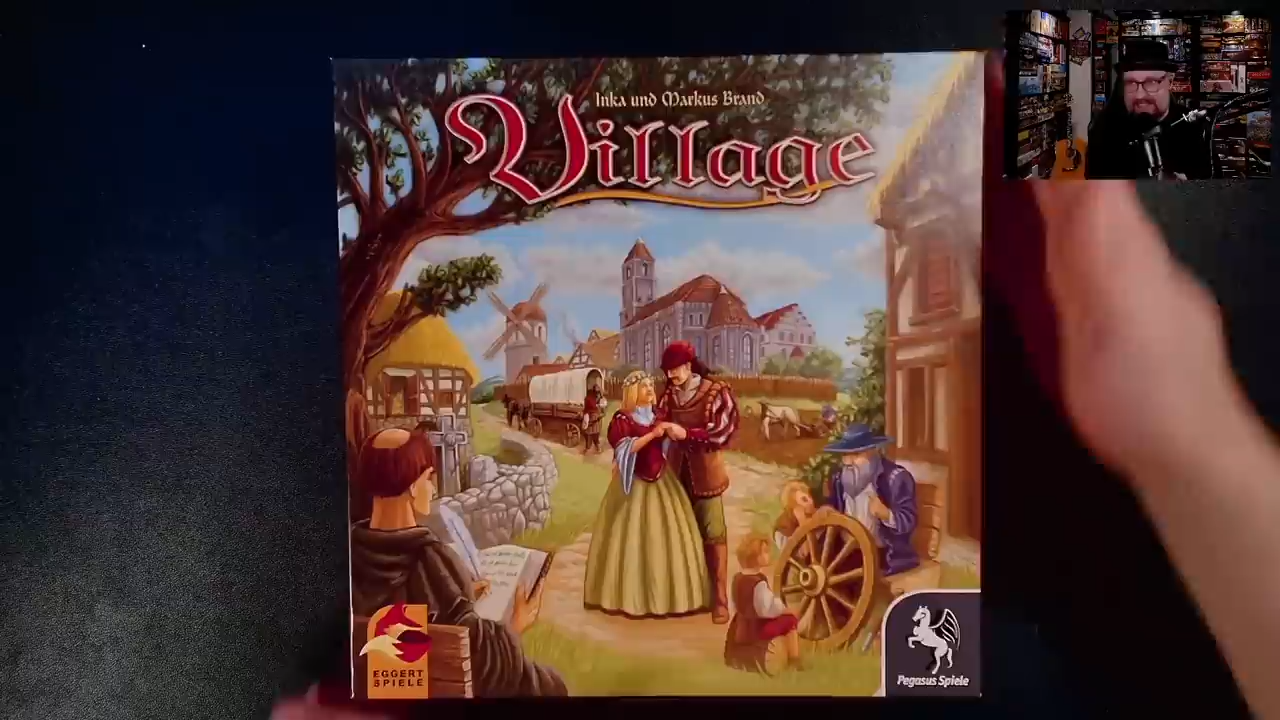 Inka und Markus Brand
Village
EGGERT
SPIELE
Pegasus Spiele